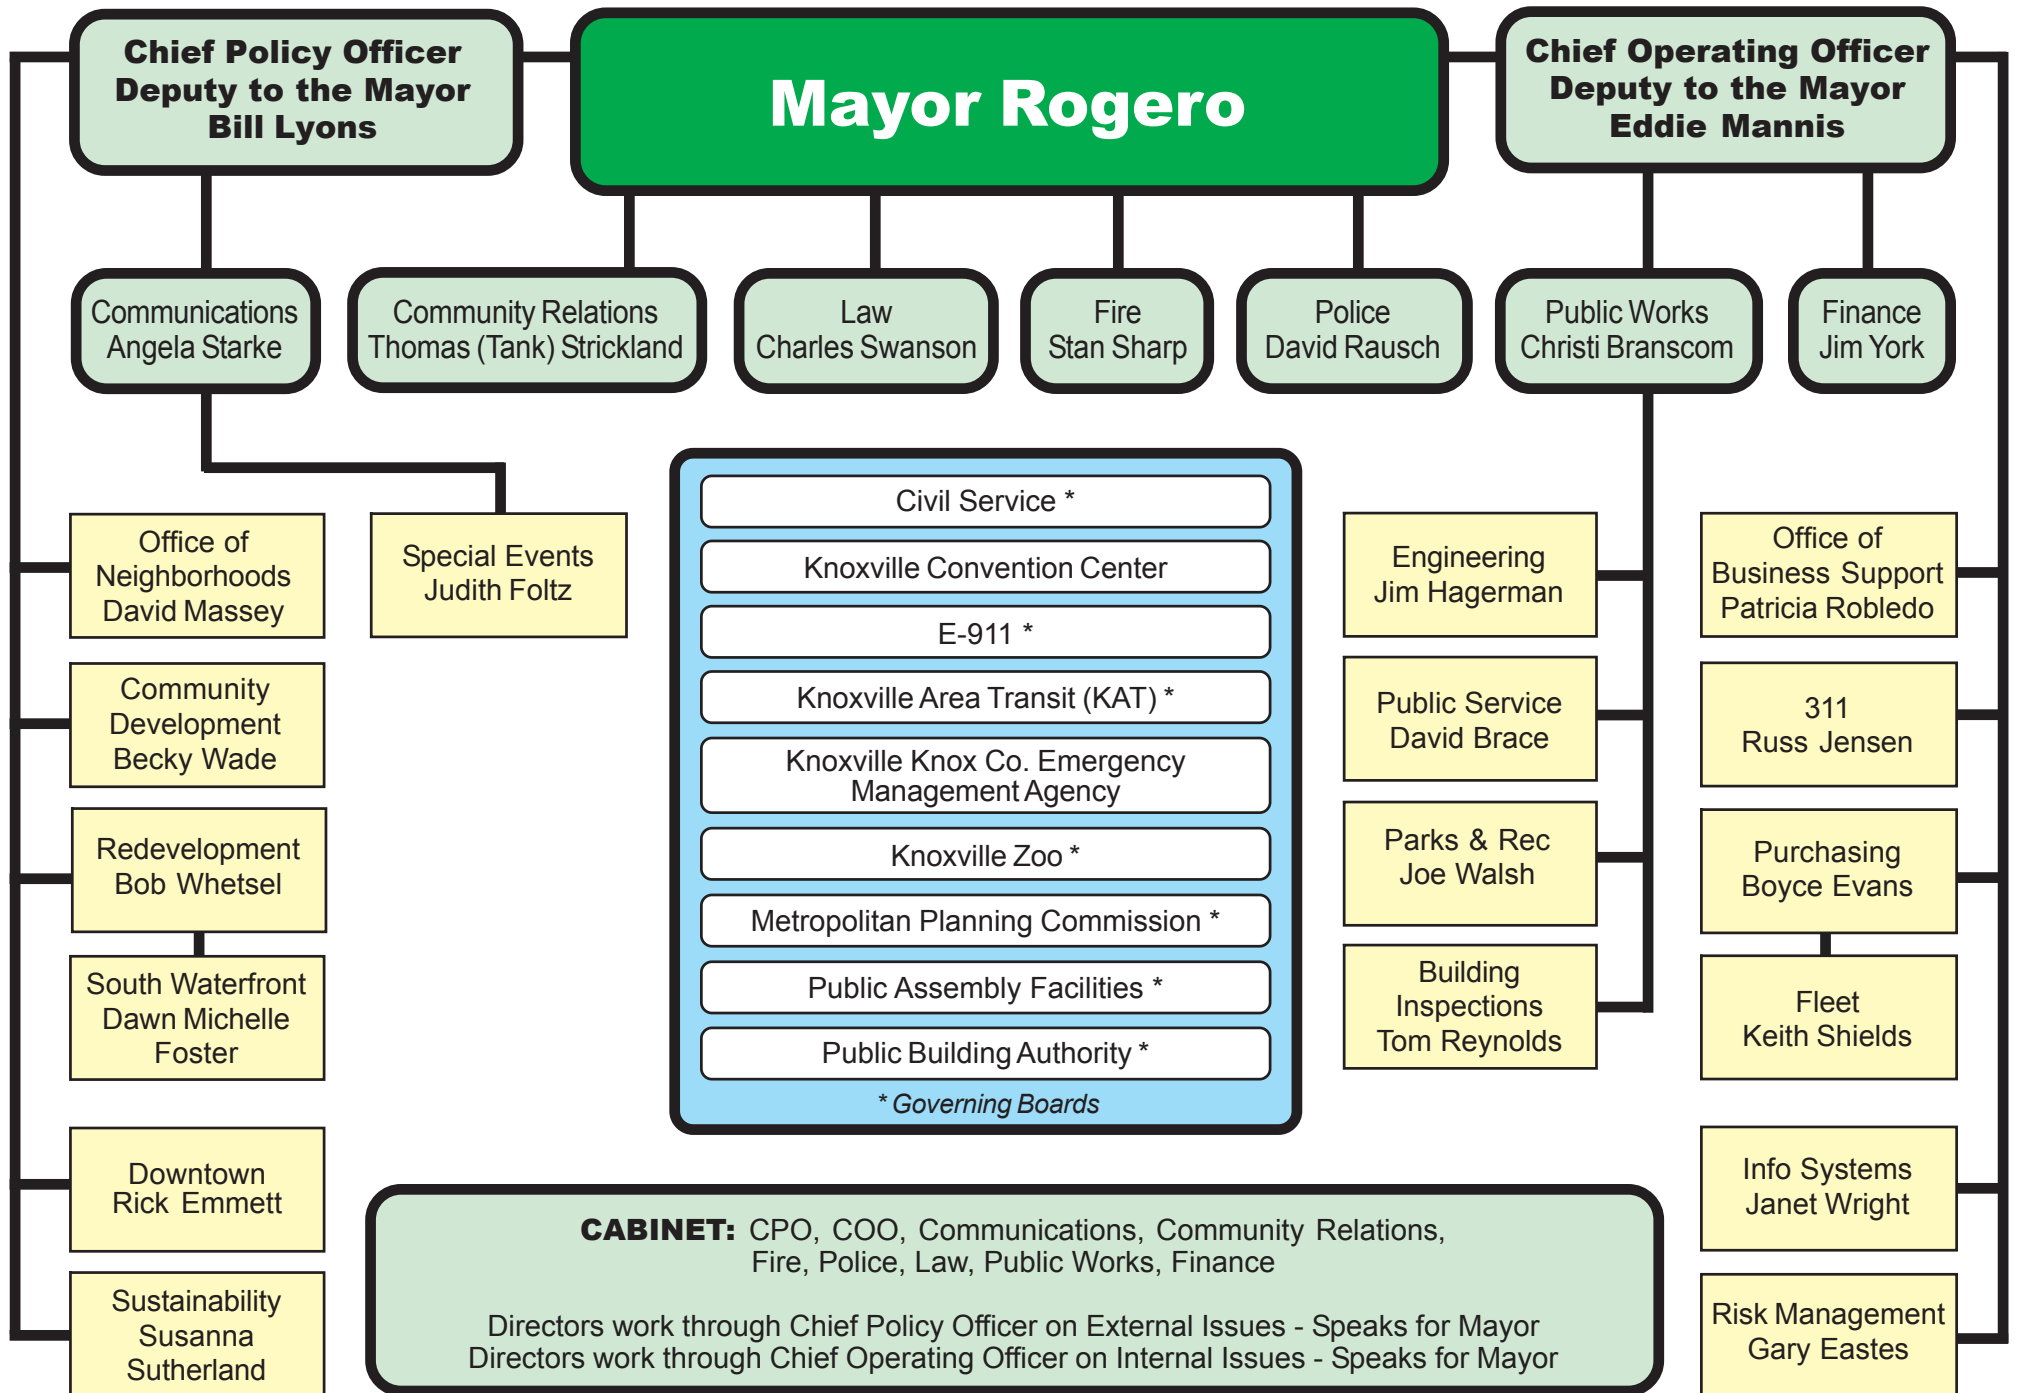 Chief Policy Officer
Deputy to the Mayor
Bill Lyons
Mayor Rogero
Chief Operating Officer
Deputy to the Mayor
Eddie Mannis
Communications
Angela Starke
Community Relations
Thomas (Tank) Strickland
Law
Charles Swanson
Fire
Stan Sharp
Police
David Rausch
Public Works
Christi Branscom
Finance
Jim York
Office of
Neighborhoods
David Massey
Community
Development
Becky Wade
Redevelopment
Bob Whetsel
South Waterfront
Dawn Michelle
Foster
Downtown
Rick Emmett
Sustainability
Susanna
Sutherland
Special Events
Judith Foltz
Civil Service *
Knoxville Convention Center
E-911 *
Knoxville Area Transit (KAT) *
Knoxville Knox Co. Emergency
Management Agency
Knoxville Zoo *
Metropolitan Planning Commission *
Public Assembly Facilities *
Public Building Authority *
* Governing Boards
Engineering
Jim Hagerman
Public Service
David Brace
Parks & Rec
Joe Walsh
Building
Inspections
Tom Reynolds
Office of
Business Support
Patricia Robledo
311
Russ Jensen
Purchasing
Boyce Evans
Fleet
Keith Shields
Info Systems
Janet Wright
Risk Management
Gary Eastes
CABINET: CPO, COO, Communications, Community Relations,
Fire, Police, Law, Public Works, Finance
Directors work through Chief Policy Officer on External Issues - Speaks for Mayor
Directors work through Chief Operating Officer on Internal Issues - Speaks for Mayor